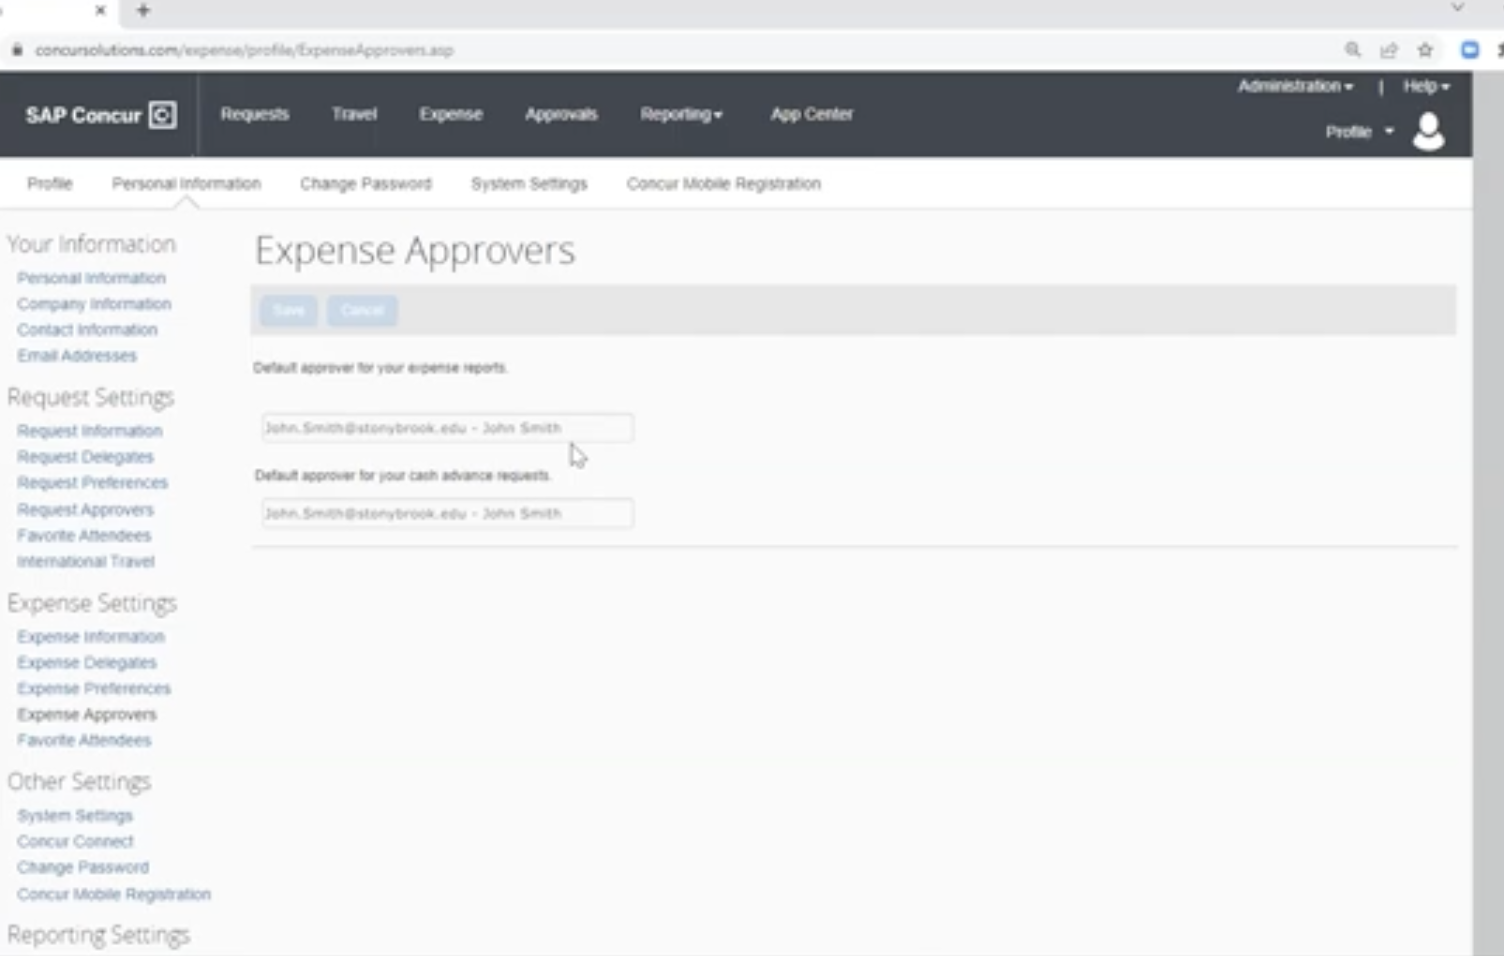 concursolutions.com/expense/profile/ExpenseApprovers.asp
Administration | Help
SAP Concur C Requests Travel Expense Approvals Reporting App Center
Profile
Profile Personal Information Change Password System Settings Concur Mobile Registration
Your Information
Personal Information
Company Information
Contact Information
Email Addresses
Request Settings
Request Information
Request Delegates
Request Preferences
Request Approvers
Favorite Attendees
International Travel
Expense Settings
Expense Information
Expense Delegates
Expense Preferences
Expense Approvers
Favorite Attendees
Other Settings
System Settings
Concur Connect
Change Password
Concur Mobile Registration
Reporting Settings
Expense Approvers
Save Cancel
Default approver for your expense reports.
John.Smith@stonybrook.edu - John Smith
Default approver for your cash advance requests.
John.Smith@stonybrook.edu - John Smith